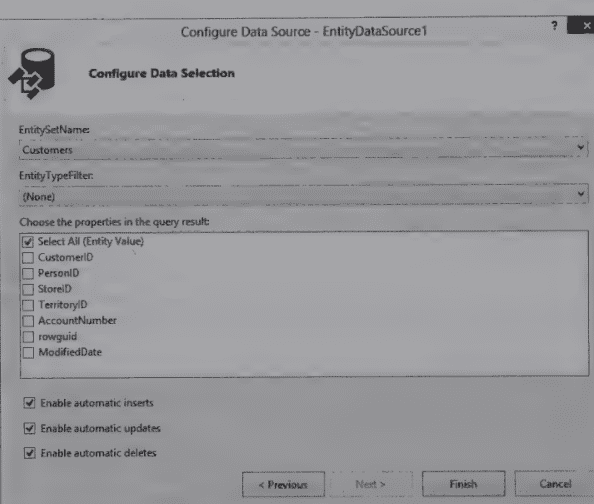 Configure Data Source - EntityDataSource1
? ×
Configure Data Selection
EntitySetName:
Customers
EntityTypeFilter:
(None)
Choose the properties in the query result:
Select All (Entity Value)
CustomerID
PersonID
StoreID
TerritoryID
AccountNumber
rowguid
ModifiedDate
Enable automatic inserts
Enable automatic updates
Enable automatic deletes
< Previous Next > Finish Cancel